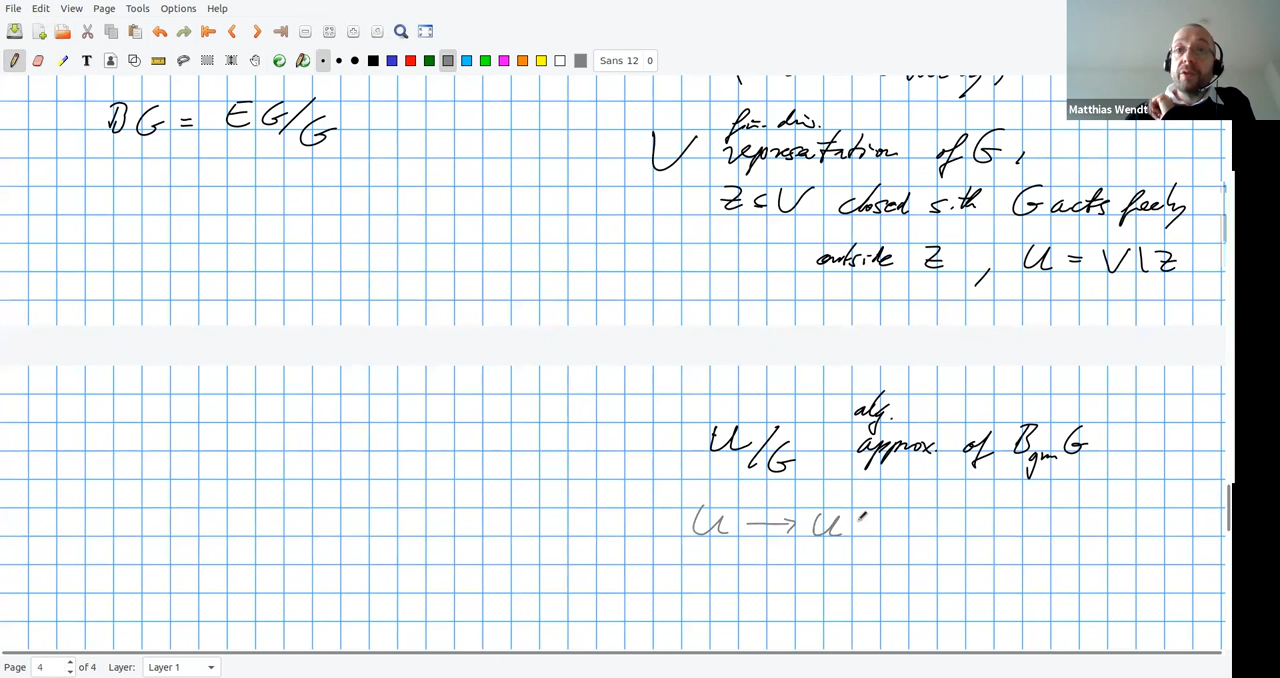 File Edit View Page Tools Options Help
Sans 12 0
Matthias Wendt
BG = EG/G
fin. dim.
V representation of G,
Z ⊂ V closed s.th G acts freely
outside Z, U = V \ Z
alg.
U/G approx. of B_gm G
U → U
Page 4 of 4 Layer: Layer 1